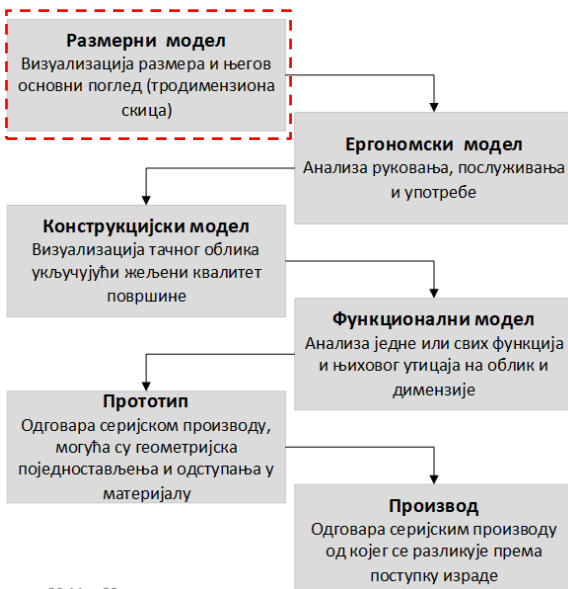 Размерни модел
Визуализација размера и његов
основни поглед (тродимензиона
скица)
Ергономски модел
Анализа руковања, послуживања
и употребе
Конструкцијски модел
Визуализација тачног облика
укључујући жељени квалитет
површине
Функционални модел
Анализа једне или свих функција
и њиховог утицаја на облик и
димензије
Прототип
Одговара серијском производу,
могућа су геометријска
поједностављења и одступања у
материјалу
Производ
Одговара серијским производу
од којег се разликује према
поступку израде